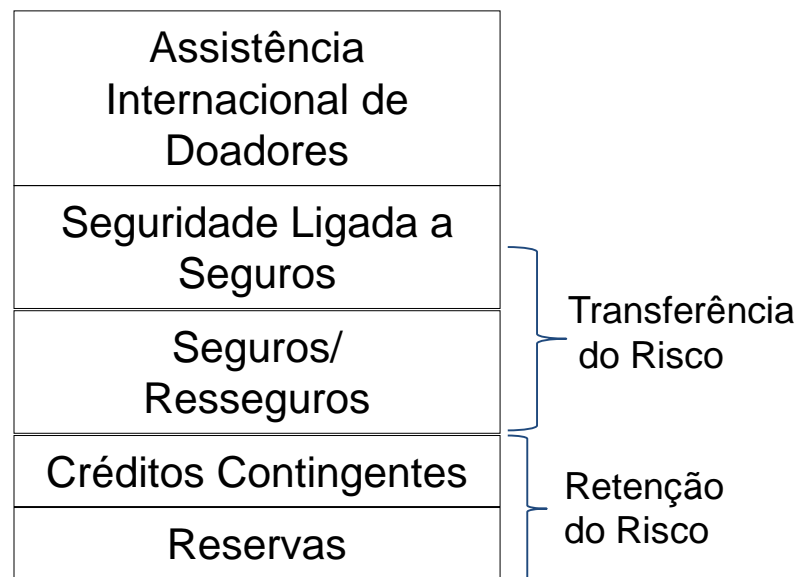 Assistência
Internacional de
Doadores
Seguridade Ligada a
Seguros
Seguros/
Resseguros
Créditos Contingentes
Reservas
Transferência
do Risco
Retenção
do Risco